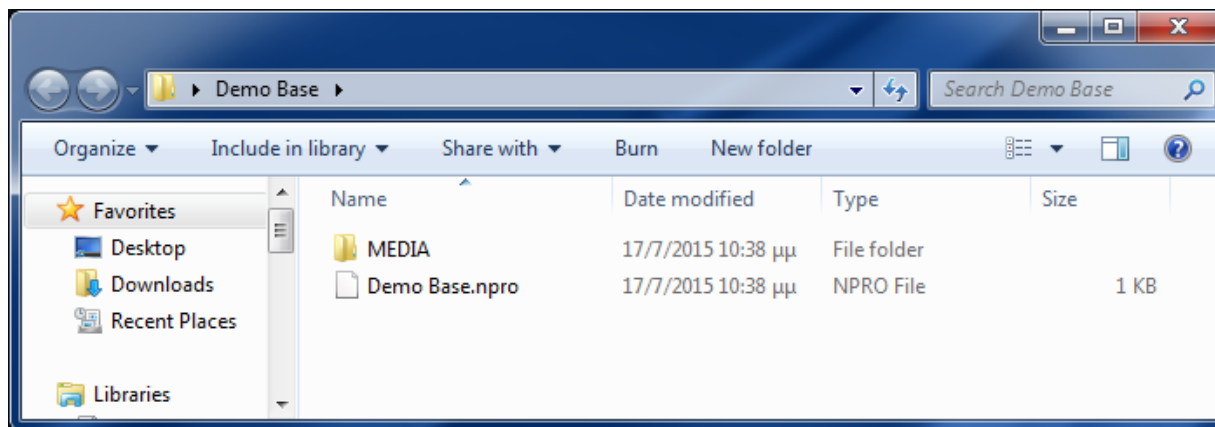 Demo Base
Search Demo Base
Organize Include in library Share with Burn New folder
Favorites
Desktop
Downloads
Recent Places
Libraries
Name Date modified Type Size
MEDIA 17/7/2015 10:38 μμ File folder
Demo Base.npro 17/7/2015 10:38 μμ NPRO File 1 KB